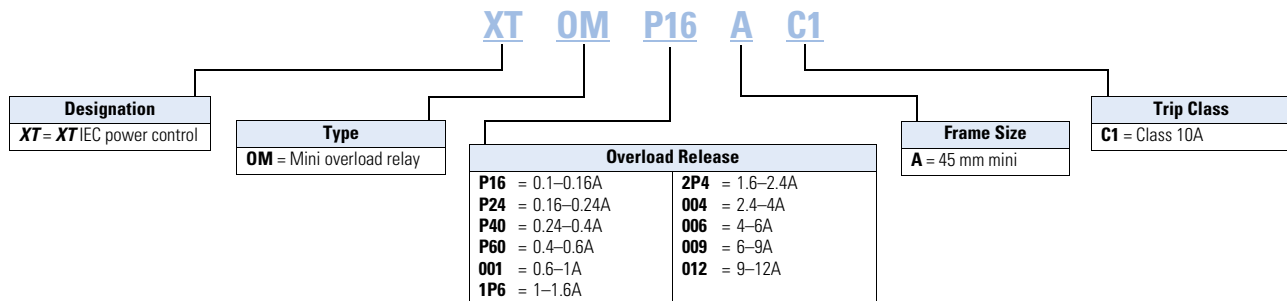 XT OM P16 A C1
Designation
XT = XT IEC power control
Type
OM = Mini overload relay
Overload Release
P16 = 0.1–0.16A
P24 = 0.16–0.24A
P40 = 0.24–0.4A
P60 = 0.4–0.6A
001 = 0.6–1A
1P6 = 1–1.6A
2P4 = 1.6–2.4A
004 = 2.4–4A
006 = 4–6A
009 = 6–9A
012 = 9–12A
Frame Size
A = 45 mm mini
Trip Class
C1 = Class 10A